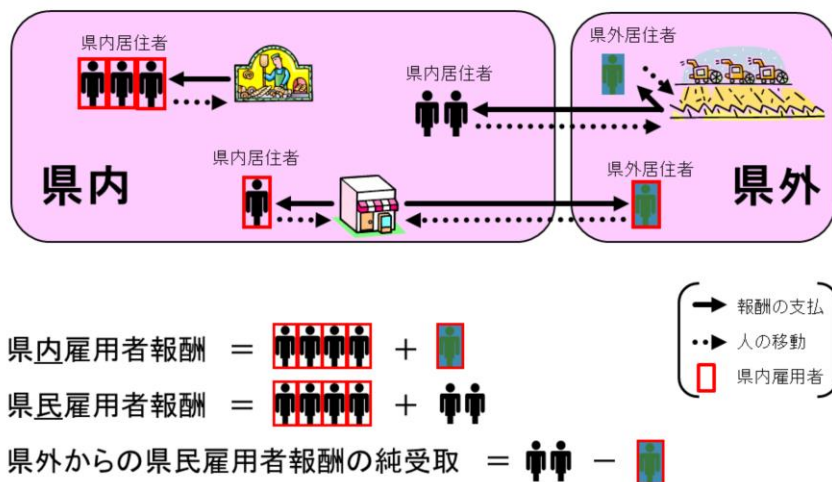 県内居住者
県外居住者
県内居住者
県内居住者
県外居住者
県内
県外
報酬の支払
人の移動
県内雇用者
県内雇用者報酬 = +
県民雇用者報酬 = +
県外からの県民雇用者報酬の純受取 = −